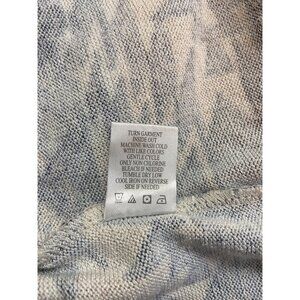 TURN GARMENT
INSIDE OUT
MACHINE WASH COLD
WITH LIKE COLORS
GENTLE CYCLE
ONLY NON CHLORINE
BLEACH IF NEEDED
TUMBLE DRY LOW
COOL IRON ON REVERSE
SIDE IF NEEDED